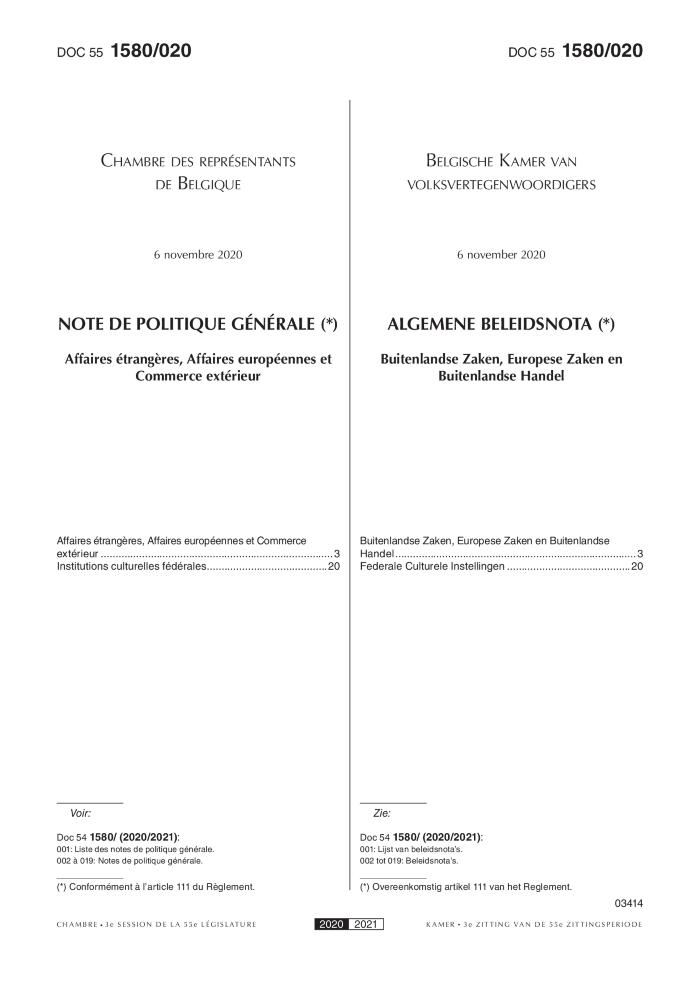 DOC 55 1580/020
DOC 55 1580/020
Chambre des représentants
de Belgique
6 novembre 2020
NOTE DE POLITIQUE GÉNÉRALE (*)
Affaires étrangères, Affaires européennes et
Commerce extérieur
Affaires étrangères, Affaires européennes et Commerce
extérieur ...............................................................................3
Institutions culturelles fédérales.........................................20
Voir:
Doc 54 1580/ (2020/2021):
001: Liste des notes de politique générale.
002 à 019: Notes de politique générale.
(*) Conformément à l'article 111 du Règlement.
Belgische Kamer van
volksvertegenwoordigers
6 november 2020
ALGEMENE BELEIDSNOTA (*)
Buitenlandse Zaken, Europese Zaken en
Buitenlandse Handel
Buitenlandse Zaken, Europese Zaken en Buitenlandse
Handel..................................................................................3
Federale Culturele Instellingen ..........................................20
Zie:
Doc 54 1580/ (2020/2021):
001: Lijst van beleidsnota's.
002 tot 019: Beleidsnota's.
(*) Overeenkomstig artikel 111 van het Reglement.
03414
CHAMBRE • 3e SESSION DE LA 55e LÉGISLATURE
2020 2021
KAMER • 3e ZITTING VAN DE 55e ZITTINGSPERIODE